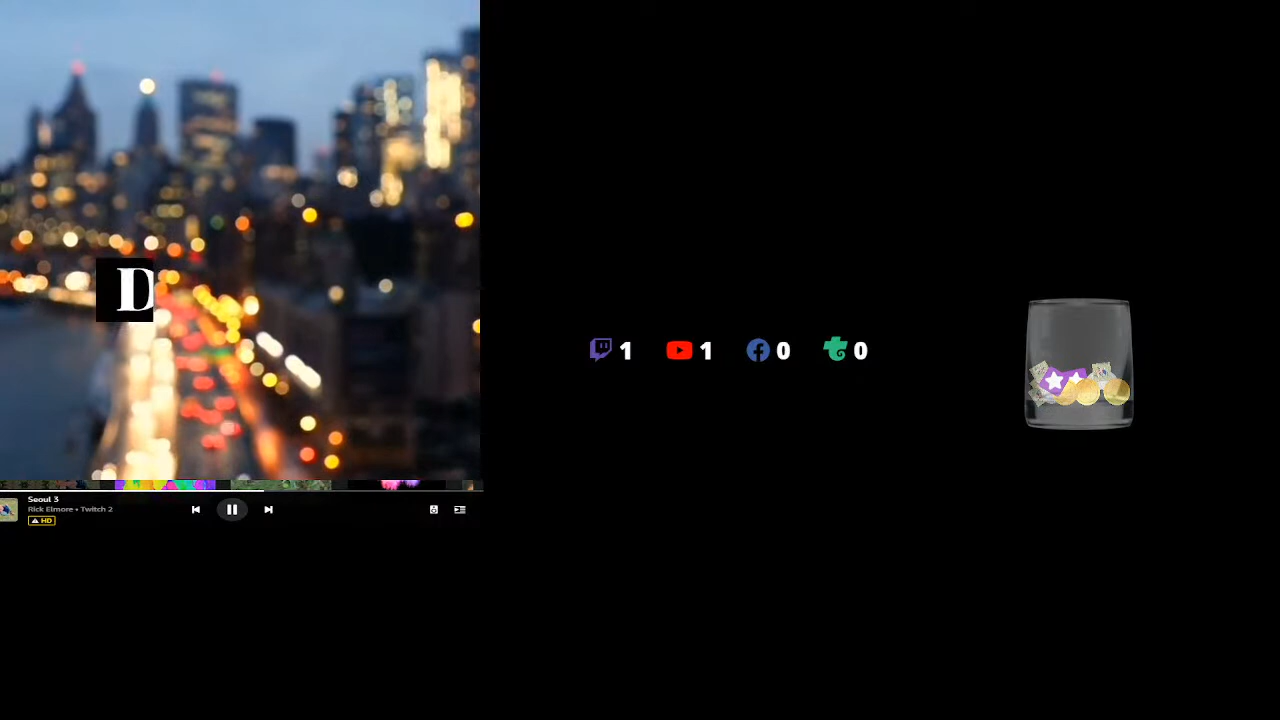 D
1 1 0 0
Seoul 3
Rick Elmore • Twitch 2
HD